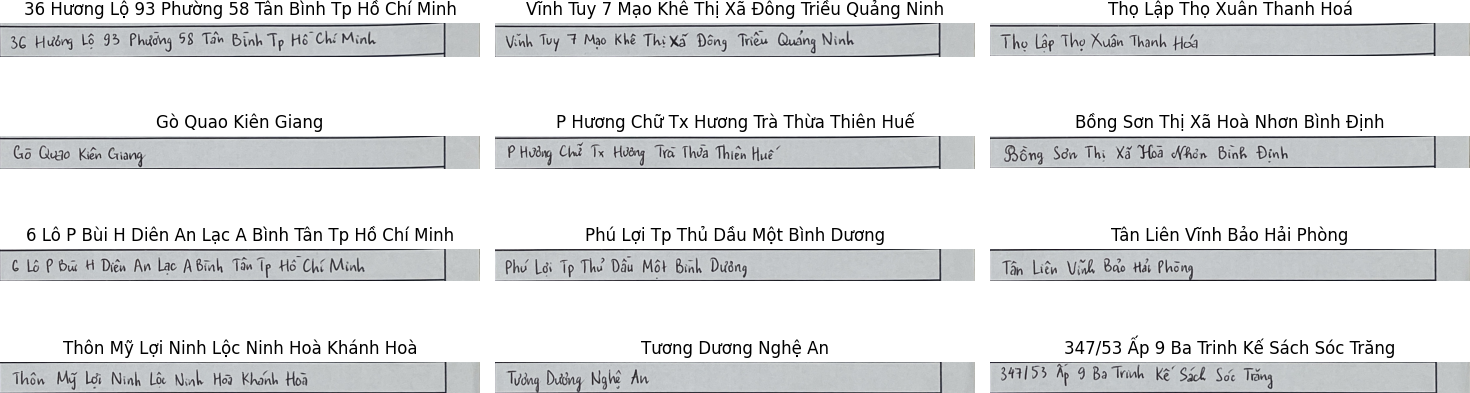 36 Hương Lộ 93 Phường 58 Tân Bình Tp Hồ Chí Minh
Vĩnh Tuy 7 Mạo Khê Thị Xã Đông Triều Quảng Ninh
Thọ Lập Thọ Xuân Thanh Hoá
36 Hương Lộ 93 Phường 58 Tân Bình Tp Hồ Chí Minh
Vĩnh Tuy 7 Mạo Khê Thị Xã Đông Triều Quảng Ninh
Thọ Lập Thọ Xuân Thanh Hóa
Gò Quao Kiên Giang
P Hương Chữ Tx Hương Trà Thừa Thiên Huế
Bồng Sơn Thị Xã Hoà Nhơn Bình Định
Gò Quao Kiên Giang
P Hương Chữ Tx Hương Trà Thừa Thiên Huế
Bồng Sơn Thị Xã Hoà Nhơn Bình Định
6 Lô P Bùi H Diên An Lạc A Bình Tân Tp Hồ Chí Minh
Phú Lợi Tp Thủ Dầu Một Bình Dương
Tân Liên Vĩnh Bảo Hải Phòng
6 Lô P Bùi H Diên An Lạc A Bình Tân Tp Hồ Chí Minh
Phú Lợi Tp Thủ Dầu Một Bình Dương
Tân Liên Vĩnh Bảo Hải Phòng
Thôn Mỹ Lợi Ninh Lộc Ninh Hoà Khánh Hoà
Tương Dương Nghệ An
347/53 Ấp 9 Ba Trinh Kế Sách Sóc Trăng
Thôn Mỹ Lợi Ninh Lộc Ninh Hoà Khánh Hoà
Tương Dương Nghệ An
347/53 Ấp 9 Ba Trinh Kế Sách Sóc Trăng